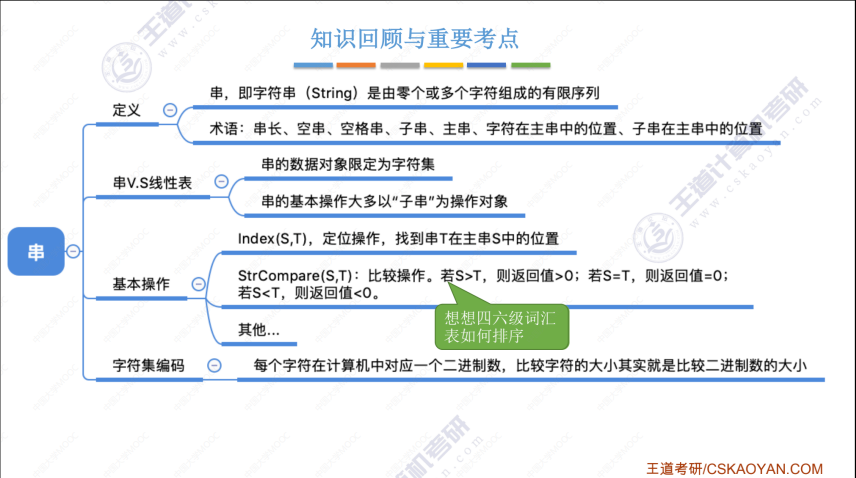 知识回顾与重要考点
串
定义
串，即字符串（String）是由零个或多个字符组成的有限序列
术语：串长、空串、空格串、子串、主串、字符在主串中的位置、子串在主串中的位置
串V.S线性表
串的数据对象限定为字符集
串的基本操作大多以“子串”为操作对象
基本操作
Index(S,T)，定位操作，找到串T在主串S中的位置
StrCompare(S,T)：比较操作。若S>T，则返回值>0；若S=T，则返回值=0；
若S<T，则返回值<0。
想想四六级词汇
表如何排序
其他...
字符集编码
每个字符在计算机中对应一个二进制数，比较字符的大小其实就是比较二进制数的大小
王道计算机考研
www.cskaoyan.com
王道考研/CSKAOYAN.COM